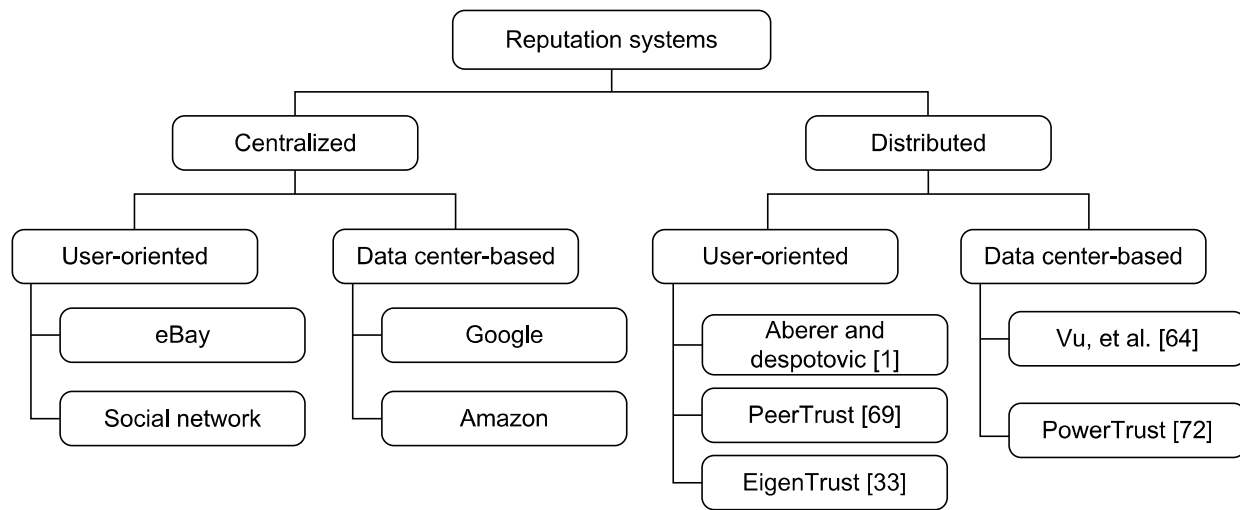 Reputation systems
Centralized
Distributed
User-oriented
Data center-based
User-oriented
Data center-based
eBay
Google
Aberer and
despotovic [1]
Vu, et al. [64]
Social network
Amazon
PeerTrust [69]
PowerTrust [72]
EigenTrust [33]